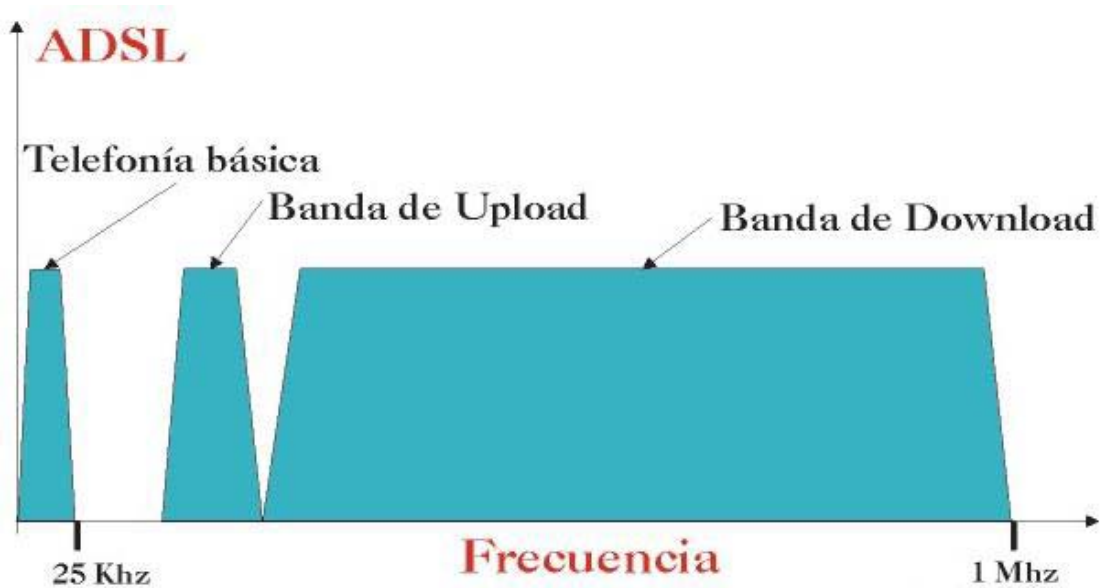 ADSL
Telefonía básica
Banda de Upload
Banda de Download
25 Khz
Frecuencia
1 Mhz